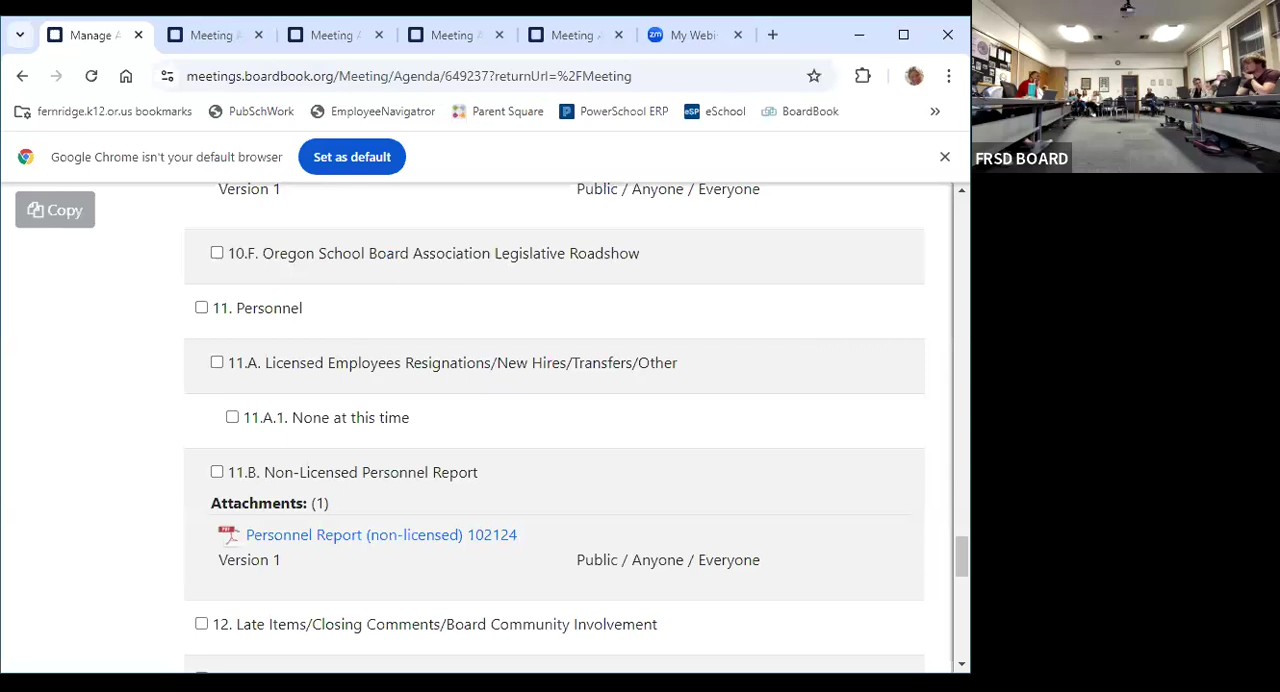 Manage A
Meeting A
Meeting A
Meeting A
Meeting A
zm
My Webi
meetings.boardbook.org/Meeting/Agenda/649237?returnUrl=%2FMeeting
fernridge.k12.or.us bookmarks
PubSchWork
EmployeeNavigator
Parent Square
PowerSchool ERP
eSP
eSchool
BoardBook
Google Chrome isn't your default browser
Set as default
Copy
Version 1
Public / Anyone / Everyone
10.F. Oregon School Board Association Legislative Roadshow
11. Personnel
11.A. Licensed Employees Resignations/New Hires/Transfers/Other
11.A.1. None at this time
11.B. Non-Licensed Personnel Report
Attachments: (1)
Personnel Report (non-licensed) 102124
Version 1
Public / Anyone / Everyone
12. Late Items/Closing Comments/Board Community Involvement
FRSD BOARD